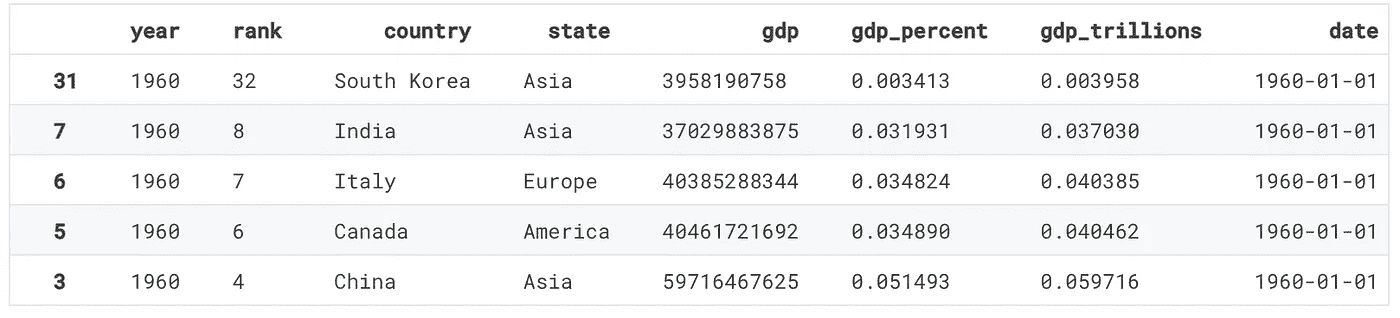 year rank country state gdp gdp_percent gdp_trillions date
31 1960 32 South Korea Asia 3958190758 0.003413 0.003958 1960-01-01
7 1960 8 India Asia 37029883875 0.031931 0.037030 1960-01-01
6 1960 7 Italy Europe 40385288344 0.034824 0.040385 1960-01-01
5 1960 6 Canada America 40461721692 0.034890 0.040462 1960-01-01
3 1960 4 China Asia 59716467625 0.051493 0.059716 1960-01-01